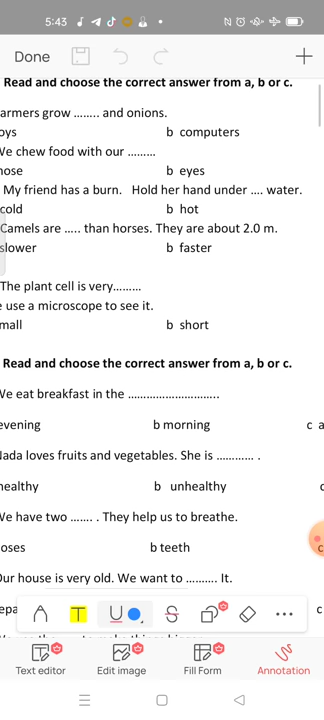 5:43
Done
Read and choose the correct answer from a, b or c.
armers grow ........ and onions.
oys b computers
We chew food with our .........
nose b eyes
My friend has a burn. Hold her hand under .... water.
cold b hot
Camels are ..... than horses. They are about 2.0 m.
slower b faster
The plant cell is very.........
e use a microscope to see it.
mall b short
Read and choose the correct answer from a, b or c.
We eat breakfast in the ............................
evening b morning c a
Nada loves fruits and vegetables. She is ............ .
healthy b unhealthy c
We have two ....... . They help us to breathe.
oses b teeth c
Our house is very old. We want to .......... It.
epa c
Text editor Edit image Fill Form Annotation